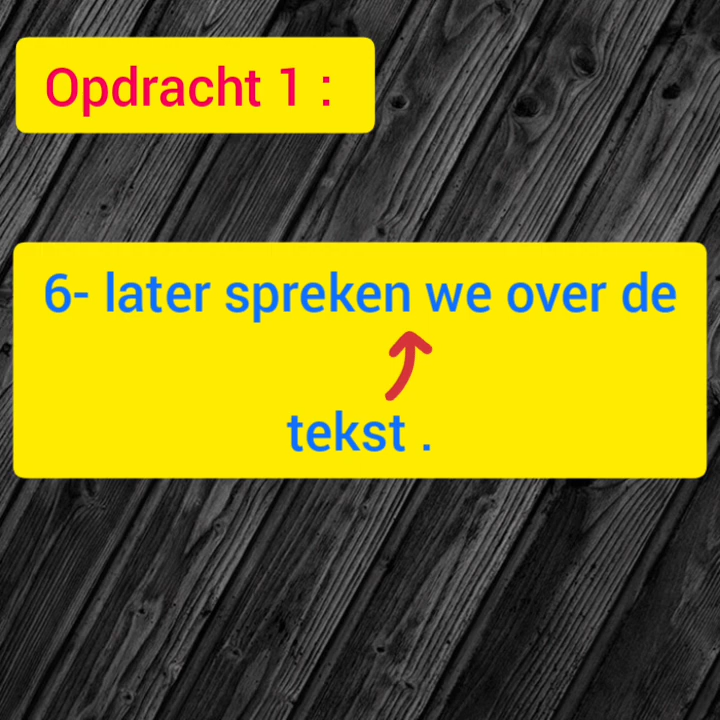 Opdracht 1 :
6- later spreken we over de
tekst .